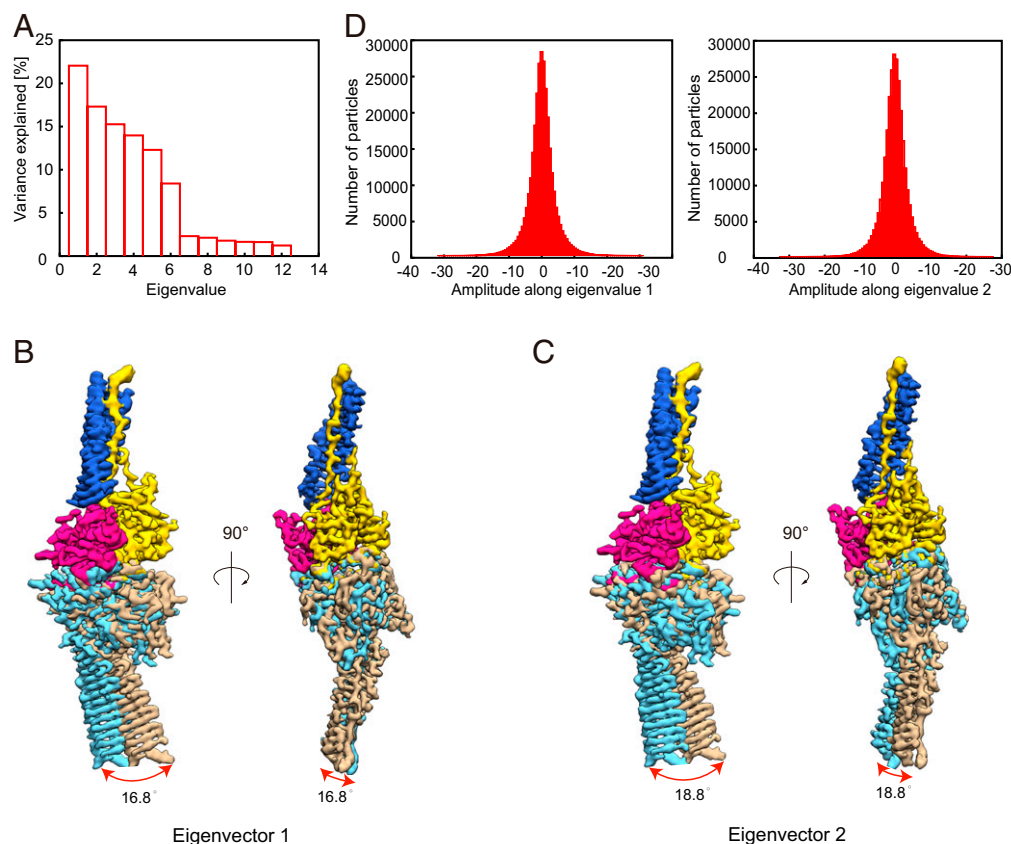 A
25
20
15
10
5
0
Variance explained [%]
0 2 4 6 8 10 12 14
Eigenvalue
D
30000
25000
20000
15000
10000
5000
0
Number of particles
-40 -20 -10 0 -10 -20 -30
Amplitude along eigenvalue 1
30000
25000
20000
15000
10000
5000
0
Number of particles
-40 -30 -20 -10 0 -10 -20 -30
Amplitude along eigenvalue 2
B
90°
16.8°
16.8°
Eigenvector 1
C
90°
18.8°
18.8°
Eigenvector 2